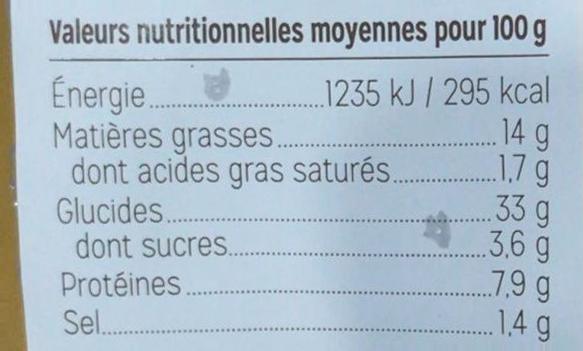 Valeurs nutritionnelles moyennes pour 100 g
Énergie..................1235 kJ / 295 kcal
Matières grasses..................14 g
dont acides gras saturés..................1,7 g
Glucides..................33 g
dont sucres..................3,6 g
Protéines..................7,9 g
Sel..................1,4 g